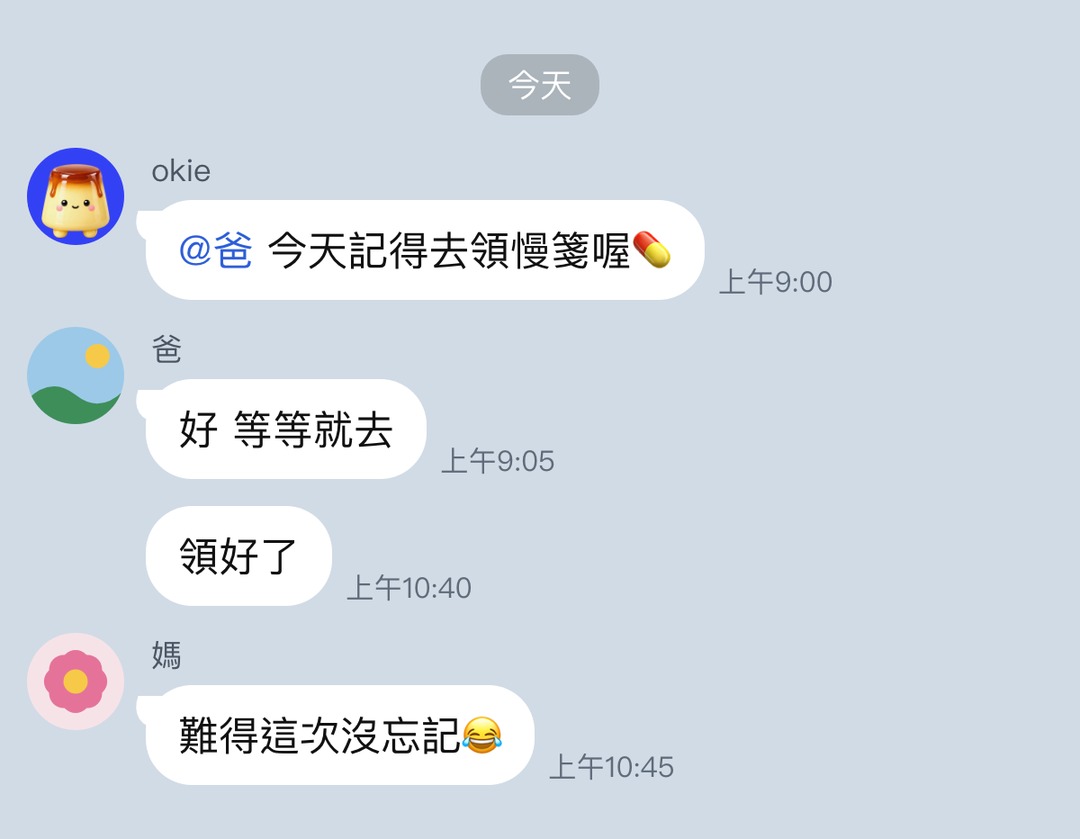 今天
okie
@爸 今天記得去領慢箋喔💊
上午9:00
爸
好 等等就去
上午9:05
領好了
上午10:40
媽
難得這次沒忘記😂
上午10:45